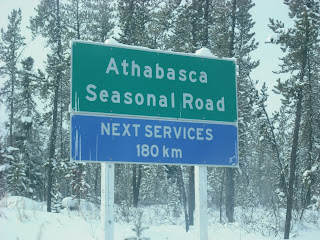 Athabasca
Seasonal Road
NEXT SERVICES
180 km